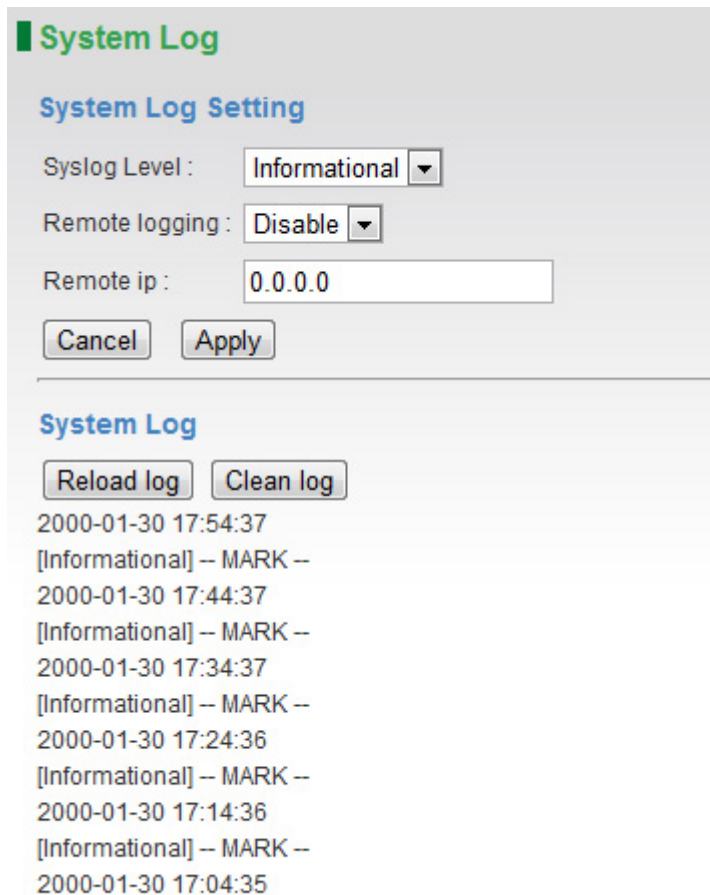 System Log
System Log Setting
Syslog Level : Informational
Remote logging : Disable
Remote ip : 0.0.0.0
Cancel Apply
System Log
Reload log Clean log
2000-01-30 17:54:37
[Informational] -- MARK --
2000-01-30 17:44:37
[Informational] -- MARK --
2000-01-30 17:34:37
[Informational] -- MARK --
2000-01-30 17:24:36
[Informational] -- MARK --
2000-01-30 17:14:36
[Informational] -- MARK --
2000-01-30 17:04:35